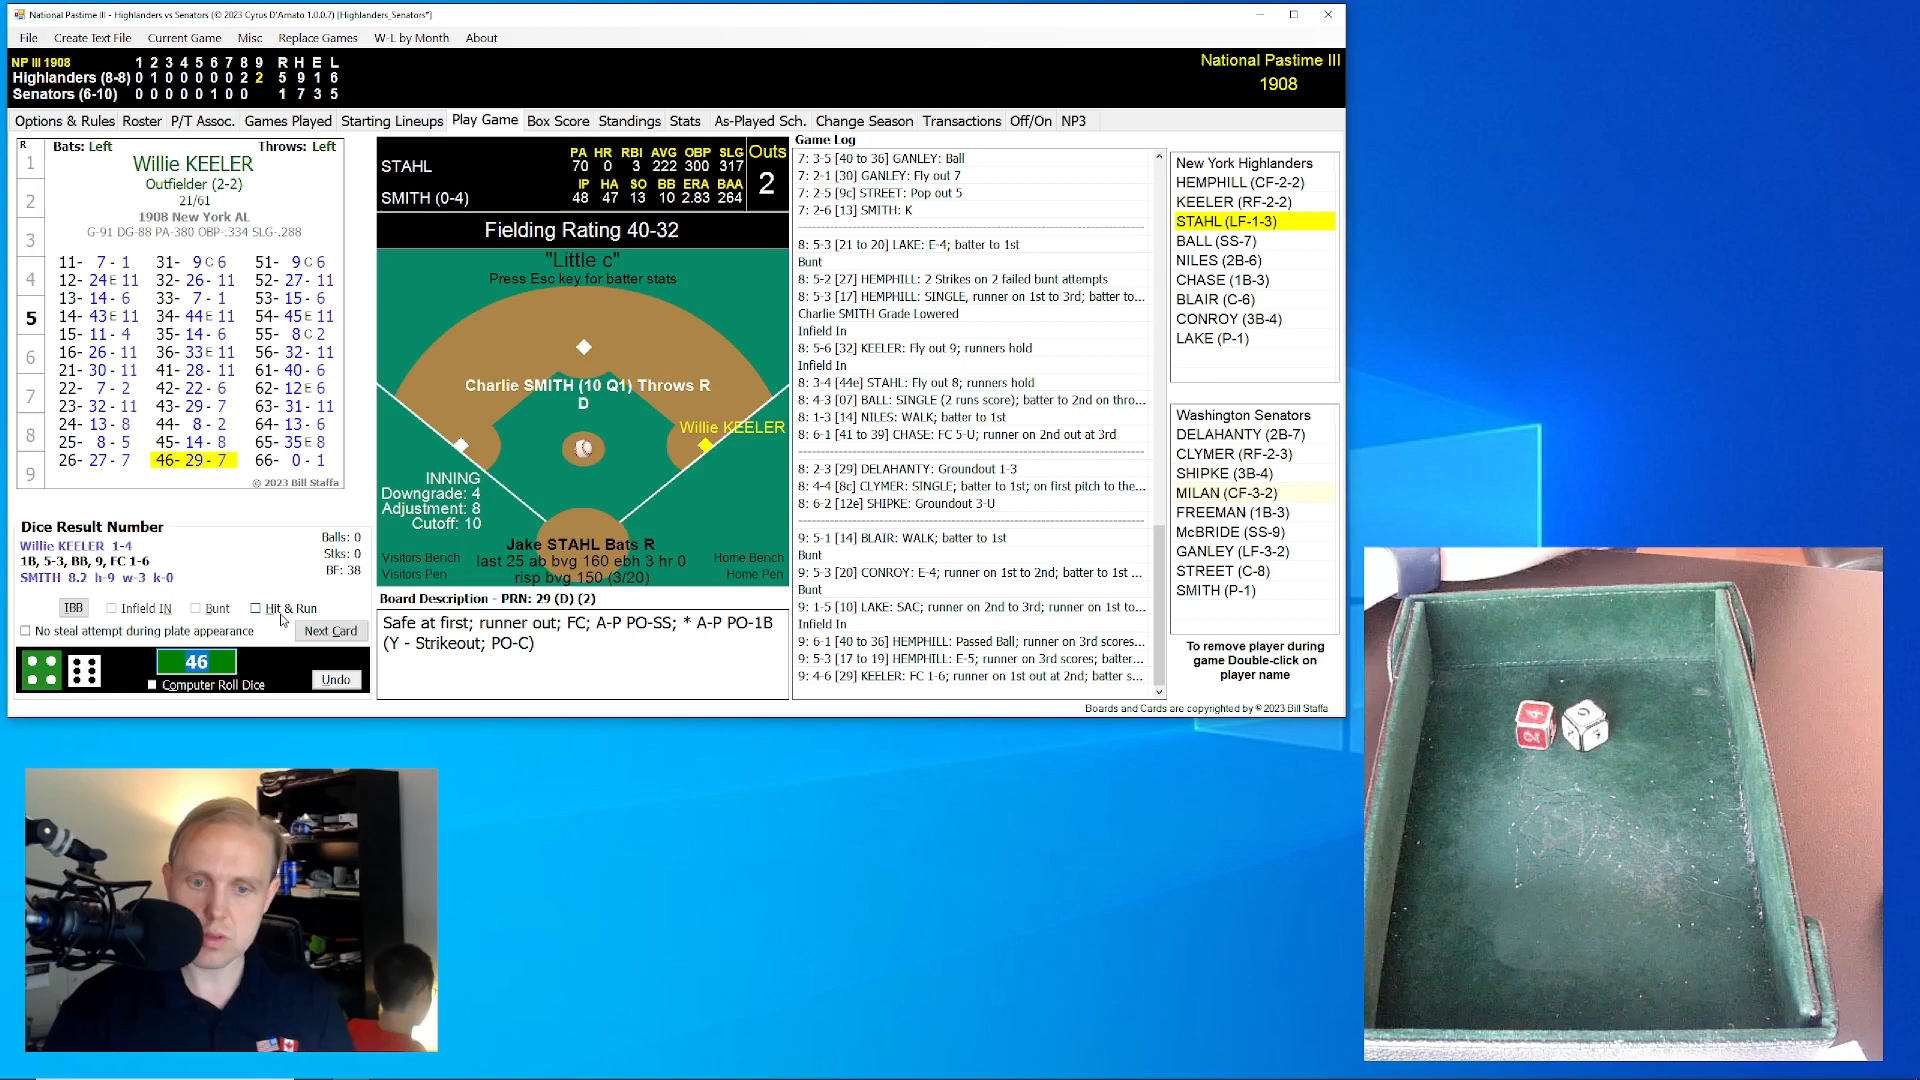 National Pastime III - Highlanders vs Senators (© 2023 Cyrus D'Amato 1.0.0.7) [Highlanders_Senators*]
File Create Text File Current Game Misc Replace Games W-L by Month About
NP III 1908 1 2 3 4 5 6 7 8 9 R H E L
Highlanders (8-8) 0 1 0 0 0 0 0 2 2 5 9 1 6
Senators (6-10) 0 0 0 0 0 1 0 0 1 7 3 5
National Pastime III
1908
Options & Rules Roster P/T Assoc. Games Played Starting Lineups Play Game Box Score Standings Stats As-Played Sch. Change Season Transactions Off/On NP3
R
1
2
3
4
5
6
7
8
9
Bats: Left Throws: Left
Willie KEELER
Outfielder (2-2)
21/61
1908 New York AL
G-91 DG-88 PA-380 OBP-.334 SLG-.288
11- 7 - 1 31- 9 C 6 51- 9 C 6
12- 24 E 11 32- 26 - 11 52- 27 - 11
13- 14 - 6 33- 7 - 1 53- 15 - 6
14- 43 E 11 34- 44 E 11 54- 45 E 11
15- 11 - 4 35- 14 - 6 55- 8 C 2
16- 26 - 11 36- 33 E 11 56- 32 - 11
21- 30 - 11 41- 28 - 11 61- 40 - 6
22- 7 - 2 42- 22 - 6 62- 12 E 6
23- 32 - 11 43- 29 - 7 63- 31 - 11
24- 13 - 8 44- 8 - 2 64- 13 - 6
25- 8 - 5 45- 14 - 8 65- 35 E 8
26- 27 - 7 46- 29 - 7 66- 0 - 1
© 2023 Bill Staffa
Dice Result Number
Willie KEELER 1-4
1B, 5-3, BB, 9, FC 1-6
SMITH 8.2 h-9 w-3 k-0
Balls: 0
Stks: 0
BF: 38
IBB Infield IN Bunt Hit & Run
No steal attempt during plate appearance Next Card
46
Computer Roll Dice Undo
PA HR RBI AVG OBP SLG
STAHL 70 0 3 222 300 317
IP HA SO BB ERA BAA
SMITH (0-4) 48 47 13 10 2.83 264
Outs
2
Fielding Rating 40-32
"Little c"
Press Esc key for batter stats
Charlie SMITH (10 Q1) Throws R
D
Willie KEELER
INNING
Downgrade: 4
Adjustment: 8
Cutoff: 10
Jake STAHL Bats R
last 25 ab bvg 160 ebh 3 hr 0
risp bvg 150 (3/20)
Visitors Bench
Visitors Pen
Home Bench
Home Pen
Board Description - PRN: 29 (D) (2)
Safe at first; runner out; FC; A-P PO-SS; * A-P PO-1B
(Y - Strikeout; PO-C)
Game Log
7: 3-5 [40 to 36] GANLEY: Ball
7: 2-1 [30] GANLEY: Fly out 7
7: 2-5 [9c] STREET: Pop out 5
7: 2-6 [13] SMITH: K
8: 5-3 [21 to 20] LAKE: E-4; batter to 1st
Bunt
8: 5-2 [27] HEMPHILL: 2 Strikes on 2 failed bunt attempts
8: 5-3 [17] HEMPHILL: SINGLE, runner on 1st to 3rd; batter to...
Charlie SMITH Grade Lowered
Infield In
8: 5-6 [32] KEELER: Fly out 9; runners hold
Infield In
8: 3-4 [44e] STAHL: Fly out 8; runners hold
8: 4-3 [07] BALL: SINGLE (2 runs score); batter to 2nd on thro...
8: 1-3 [14] NILES: WALK; batter to 1st
8: 6-1 [41 to 39] CHASE: FC 5-U; runner on 2nd out at 3rd
8: 2-3 [29] DELAHANTY: Groundout 1-3
8: 4-4 [8c] CLYMER: SINGLE; batter to 1st; on first pitch to the...
8: 6-2 [12e] SHIPKE: Groundout 3-U
9: 5-1 [14] BLAIR: WALK; batter to 1st
Bunt
9: 5-3 [20] CONROY: E-4; runner on 1st to 2nd; batter to 1st ...
Bunt
9: 1-5 [10] LAKE: SAC; runner on 2nd to 3rd; runner on 1st to...
Infield In
9: 6-1 [40 to 36] HEMPHILL: Passed Ball; runner on 3rd scores...
9: 5-3 [17 to 19] HEMPHILL: E-5; runner on 3rd scores; batter...
9: 4-6 [29] KEELER: FC 1-6; runner on 1st out at 2nd; batter s...
New York Highlanders
HEMPHILL (CF-2-2)
KEELER (RF-2-2)
STAHL (LF-1-3)
BALL (SS-7)
NILES (2B-6)
CHASE (1B-3)
BLAIR (C-6)
CONROY (3B-4)
LAKE (P-1)
Washington Senators
DELAHANTY (2B-7)
CLYMER (RF-2-3)
SHIPKE (3B-4)
MILAN (CF-3-2)
FREEMAN (1B-3)
McBRIDE (SS-9)
GANLEY (LF-3-2)
STREET (C-8)
SMITH (P-1)
To remove player during
game Double-click on
player name
Boards and Cards are copyrighted by © 2023 Bill Staffa
4